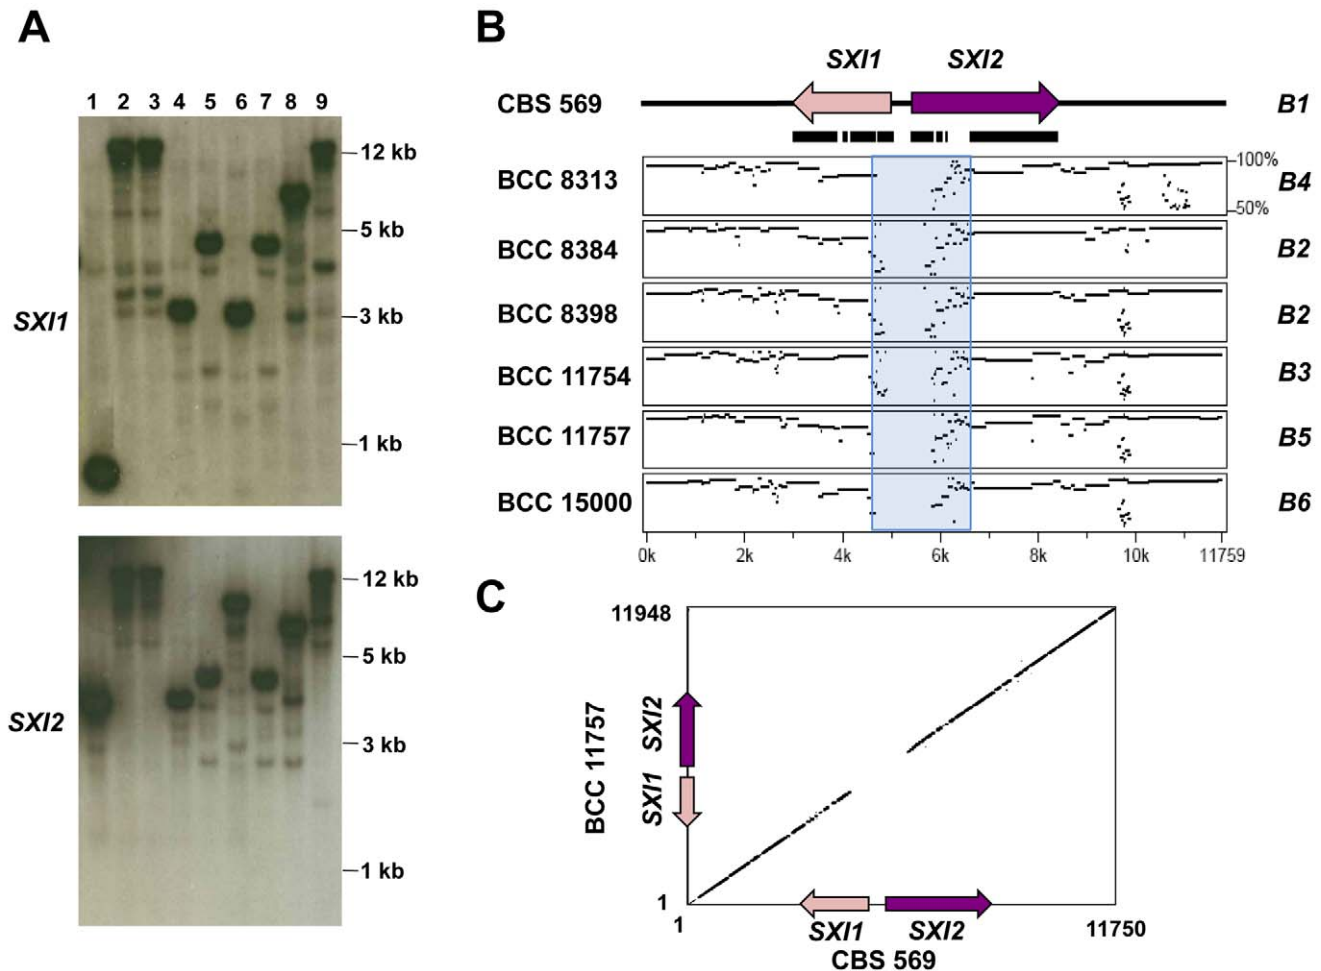 A
1 2 3 4 5 6 7 8 9
SXI1
12 kb
5 kb
3 kb
1 kb
SXI2
12 kb
5 kb
3 kb
1 kb
B
SXI1 SXI2
CBS 569 B1
BCC 8313 100% 50% B4
BCC 8384 B2
BCC 8398 B2
BCC 11754 B3
BCC 11757 B5
BCC 15000 B6
0k 2k 4k 6k 8k 10k 11759
C
11948
BCC 11757
SXI1 SXI2
1
1 11750
SXI1 SXI2
CBS 569